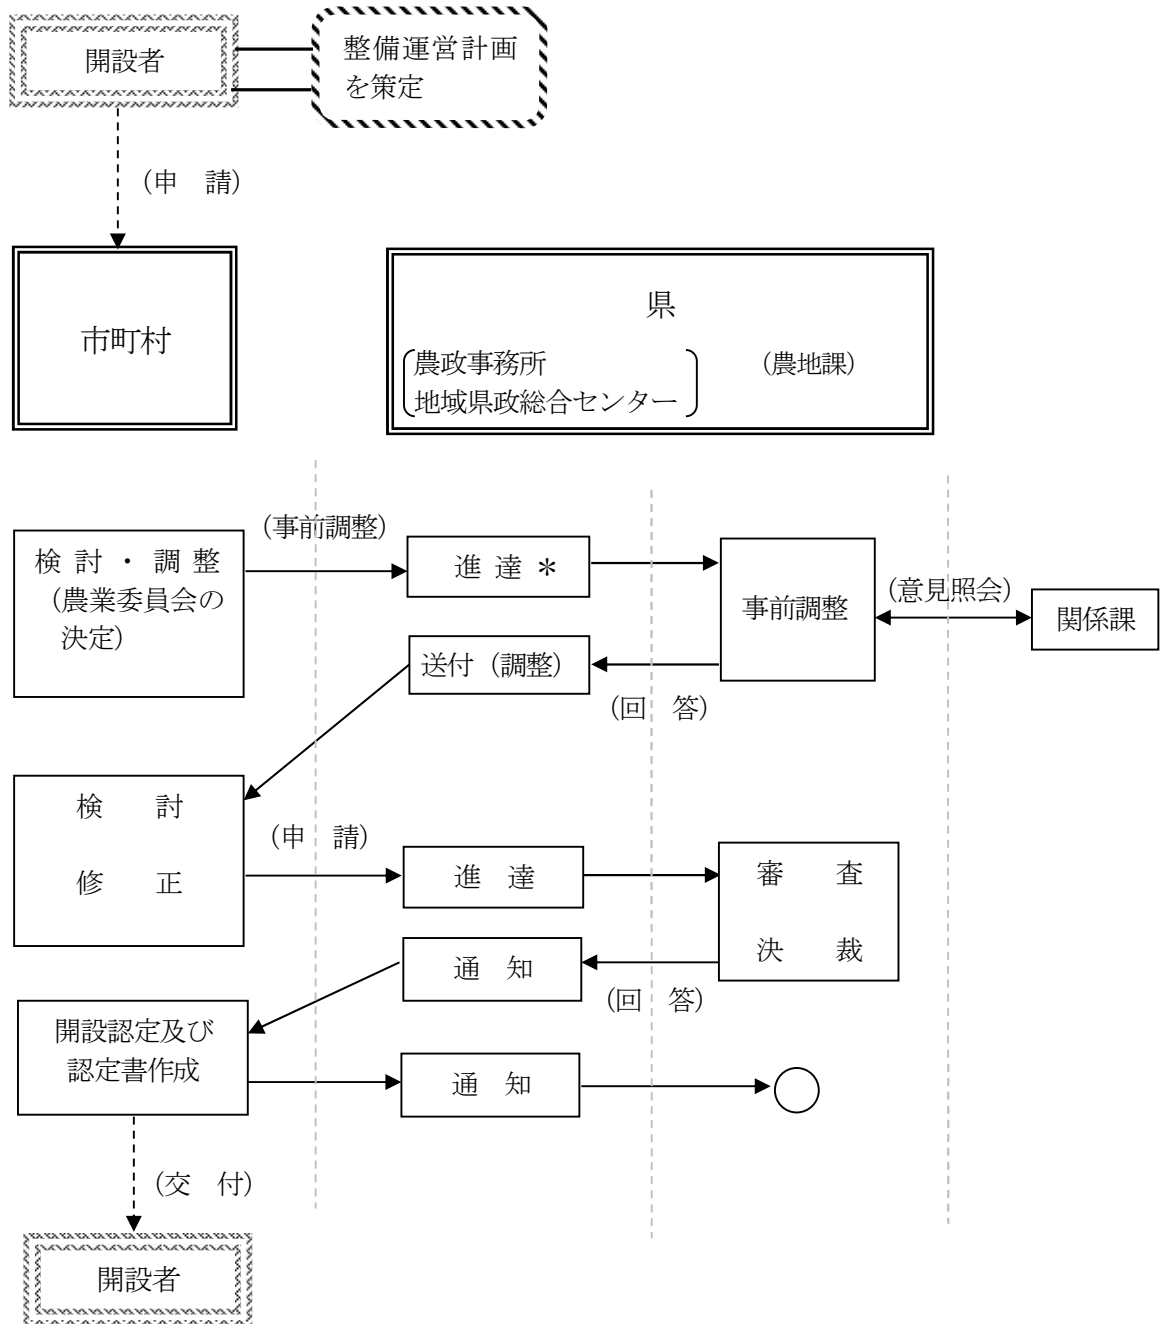 開設者
整備運営計画
を策定
(申　請)
市町村
県
農政事務所
地域県政総合センター
(農地課)
(事前調整)
検 討 ・ 調 整
(農業委員会の
決定)
進 達 ＊
事前調整
(意見照会)
関係課
送付（調整）
(回　答)
検　　討
修　　正
(申　請)
進　達
審　　査
決　　裁
通　知
(回　答)
開設認定及び
認定書作成
通　知
(交　付)
開設者